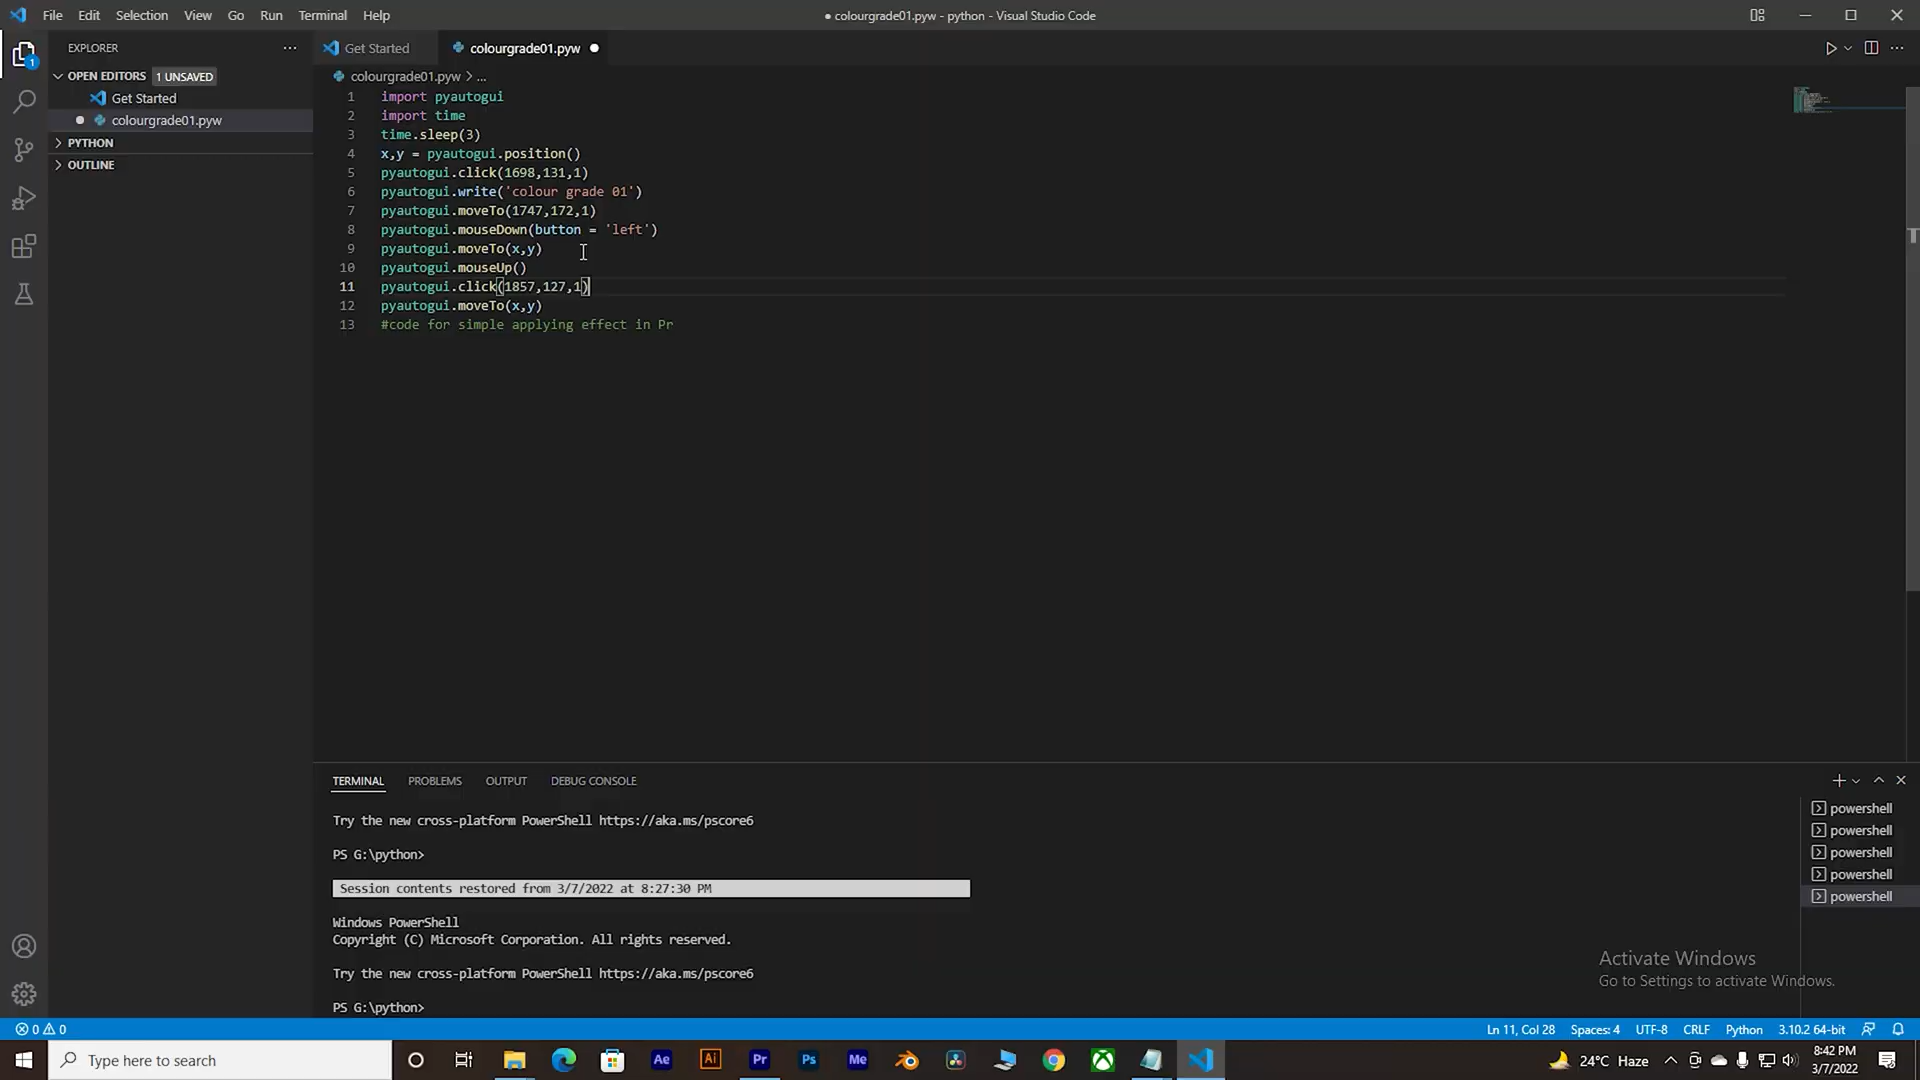 File Edit Selection View Go Run Terminal Help
● colourgrade01.pyw - python - Visual Studio Code
EXPLORER
OPEN EDITORS 1 UNSAVED
Get Started
colourgrade01.pyw
PYTHON
OUTLINE
1
Get Started
colourgrade01.pyw
colourgrade01.pyw > ...
1 import pyautogui
2 import time
3 time.sleep(3)
4 x,y = pyautogui.position()
5 pyautogui.click(1698,131,1)
6 pyautogui.write('colour grade 01')
7 pyautogui.moveTo(1747,172,1)
8 pyautogui.mouseDown(button = 'left')
9 pyautogui.moveTo(x,y)
10 pyautogui.mouseUp()
11 pyautogui.click(1857,127,1)
12 pyautogui.moveTo(x,y)
13 #code for simple applying effect in Pr
TERMINAL PROBLEMS OUTPUT DEBUG CONSOLE
Try the new cross-platform PowerShell https://aka.ms/pscore6
PS G:\python>
Session contents restored from 3/7/2022 at 8:27:30 PM
Windows PowerShell
Copyright (C) Microsoft Corporation. All rights reserved.
Try the new cross-platform PowerShell https://aka.ms/pscore6
PS G:\python>
powershell
powershell
powershell
powershell
powershell
Activate Windows
Go to Settings to activate Windows.
0 0
Ln 11, Col 28 Spaces: 4 UTF-8 CRLF Python 3.10.2 64-bit
Type here to search
Ae
Ai
Pr
Ps
Me
24°C Haze
8:42 PM
3/7/2022